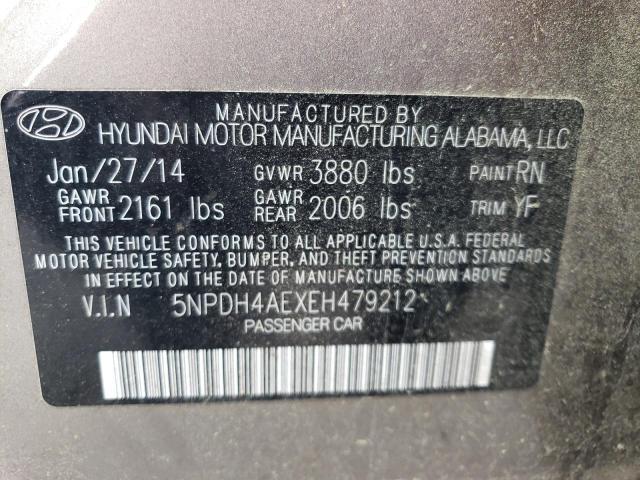 MANUFACTURED BY
HYUNDAI MOTOR MANUFACTURING ALABAMA, LLC
Jan/27/14 GVWR 3880 lbs PAINT RN
GAWR FRONT 2161 lbs GAWR REAR 2006 lbs TRIM YF
THIS VEHICLE CONFORMS TO ALL APPLICABLE U.S.A. FEDERAL
MOTOR VEHICLE SAFETY, BUMPER, AND THEFT PREVENTION STANDARDS
IN EFFECT ON THE DATE OF MANUFACTURE SHOWN ABOVE.
V.I.N 5NPDH4AEXEH479212
PASSENGER CAR